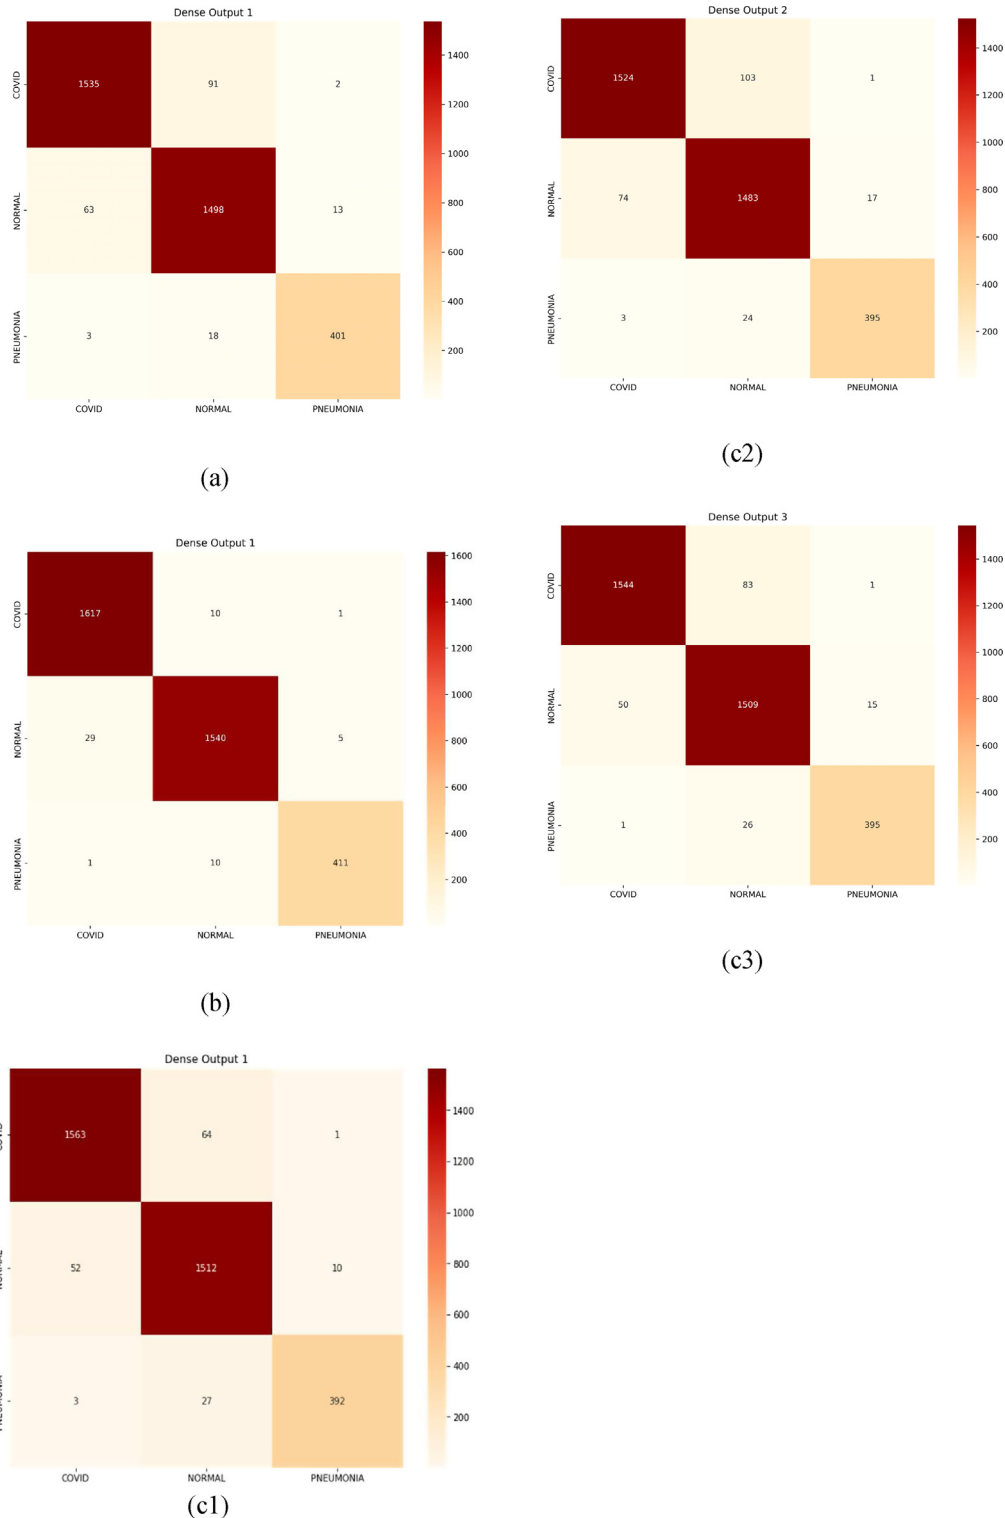 Dense Output 1
COVID 1535 91 2
NORMAL 63 1498 13
PNEUMONIA 3 18 401
COVID NORMAL PNEUMONIA
1400
1200
1000
800
600
400
200
(a)
Dense Output 2
COVID 1524 103 1
NORMAL 74 1483 17
PNEUMONIA 3 24 395
COVID NORMAL PNEUMONIA
1400
1200
1000
800
600
400
200
(c2)
Dense Output 1
COVID 1617 10 1
NORMAL 29 1540 5
PNEUMONIA 1 10 411
COVID NORMAL PNEUMONIA
1600
1400
1200
1000
800
600
400
200
(b)
Dense Output 3
COVID 1544 83 1
NORMAL 50 1509 15
PNEUMONIA 1 26 395
COVID NORMAL PNEUMONIA
1400
1200
1000
800
600
400
200
(c3)
Dense Output 1
1563 64 1
52 1512 10
3 27 392
COVID NORMAL PNEUMONIA
1400
1200
1000
800
600
400
200
(c1)